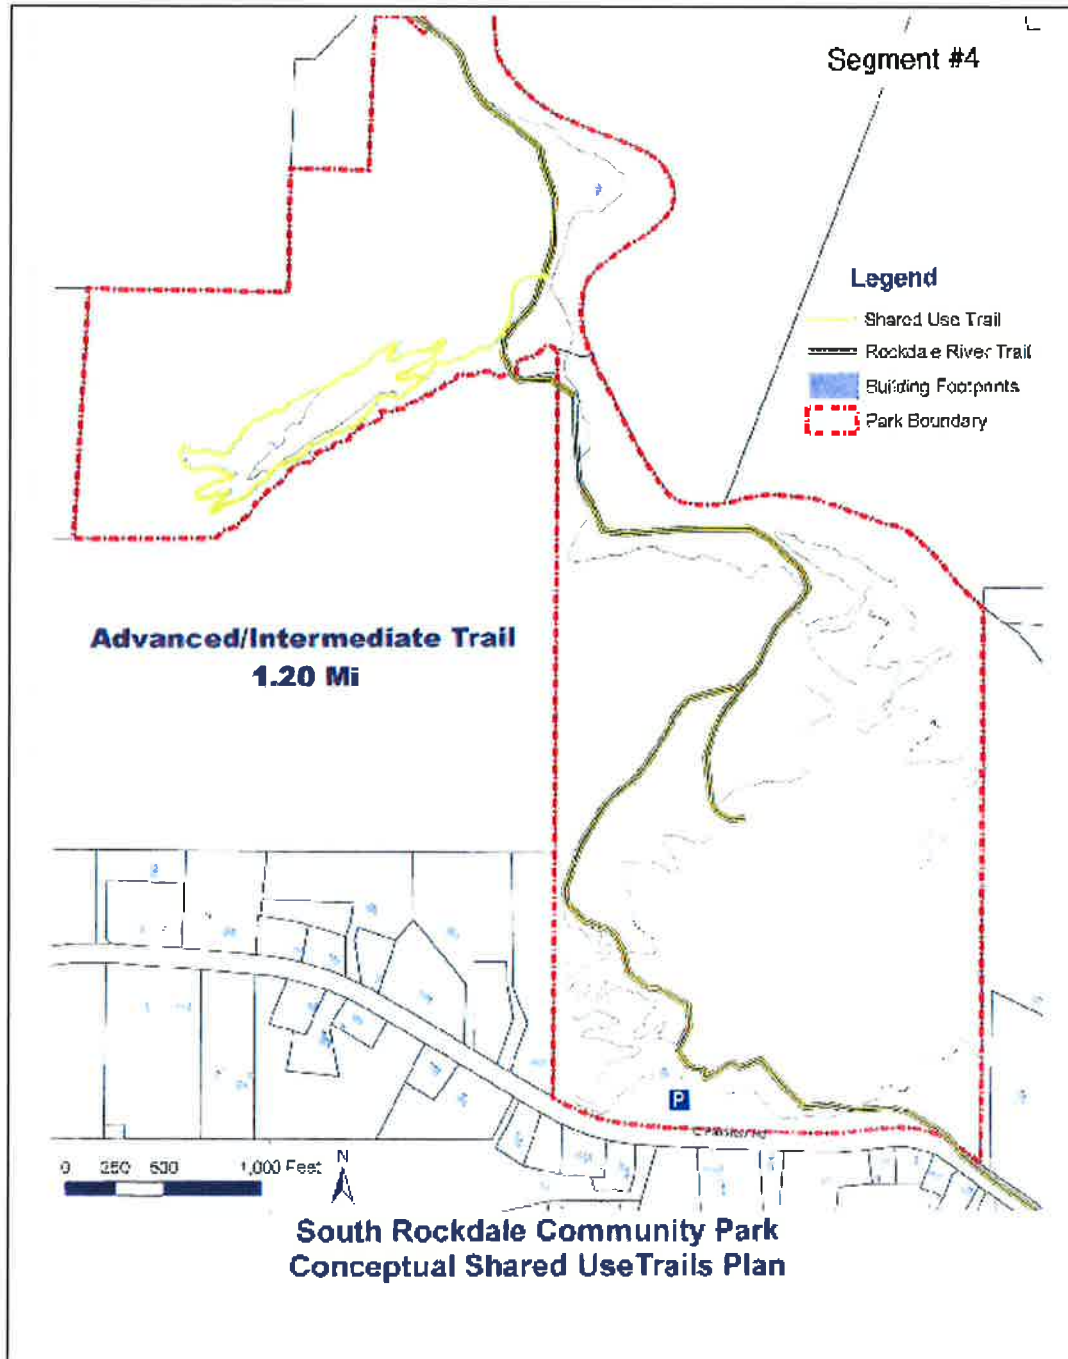 Segment #4
Legend
Shared Use Trail
Rockdale River Trail
Building Footprints
Park Boundary
Advanced/Intermediate Trail
1.20 Mi
P
0 250 500 1,000 Feet
N
South Rockdale Community Park
Conceptual Shared UseTrails Plan